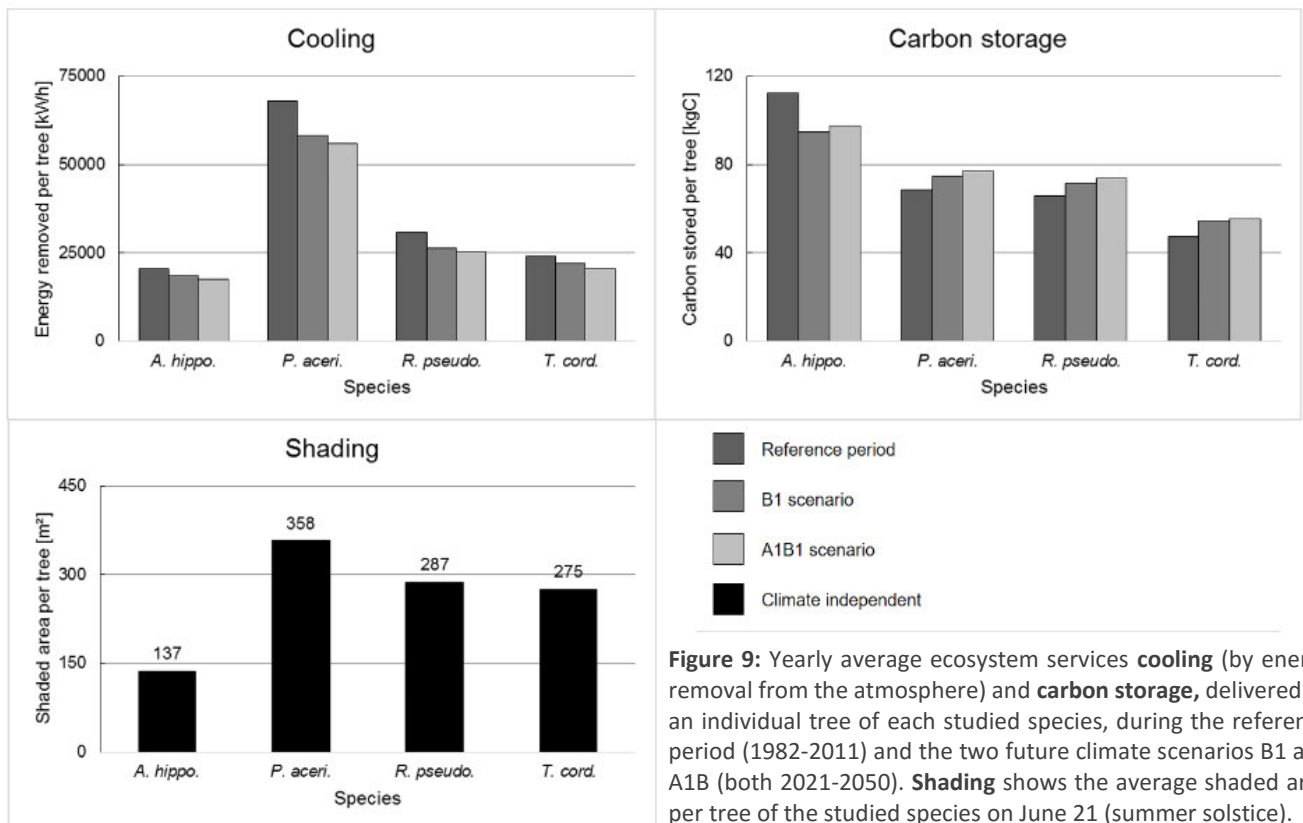 Cooling
Energy removed per tree [kWh]
75000
50000
25000
0
A. hippo.
P. aceri.
R. pseudo.
T. cord.
Species
Carbon storage
Carbon stored per tree [kgC]
120
80
40
0
A. hippo.
P. aceri.
R. pseudo.
T. cord.
Species
Shading
Shaded area per tree [m²]
450
300
150
0
137
358
287
275
A. hippo.
P. aceri.
R. pseudo.
T. cord.
Species
Reference period
B1 scenario
A1B1 scenario
Climate independent
Figure 9: Yearly average ecosystem services cooling (by ener
removal from the atmosphere) and carbon storage, delivered
an individual tree of each studied species, during the referen
period (1982-2011) and the two future climate scenarios B1 a
A1B (both 2021-2050). Shading shows the average shaded ar
per tree of the studied species on June 21 (summer solstice).